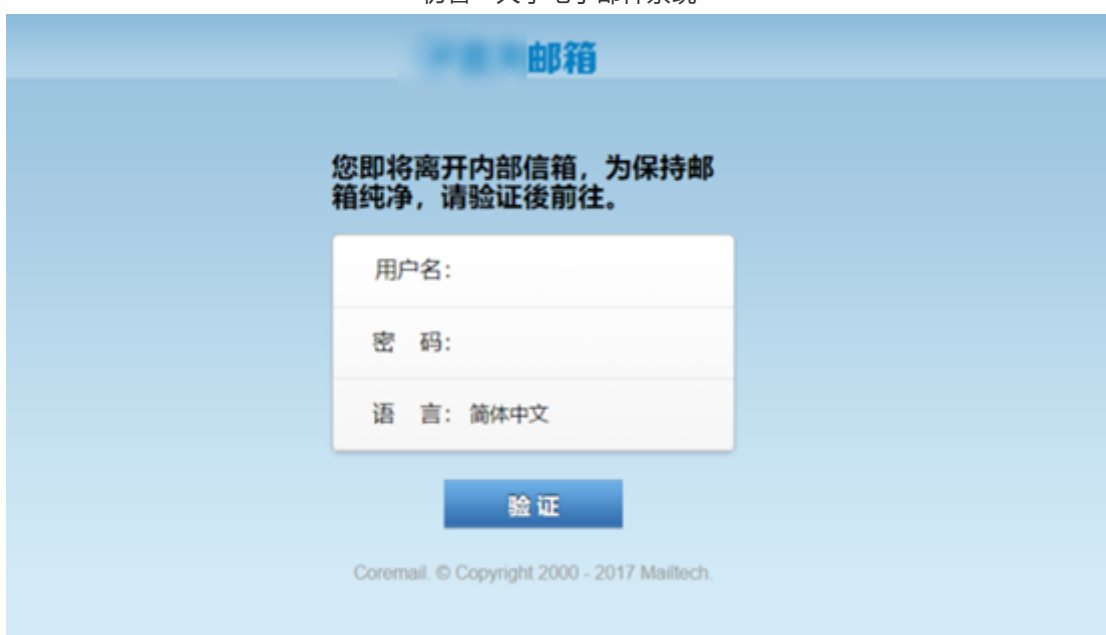 邮箱
您即将离开内部信箱，为保持邮
箱纯净，请验证後前往。
用户名：
密 码：
语 言：简体中文
验 证
Coremail. © Copyright 2000 - 2017 Mailtech.